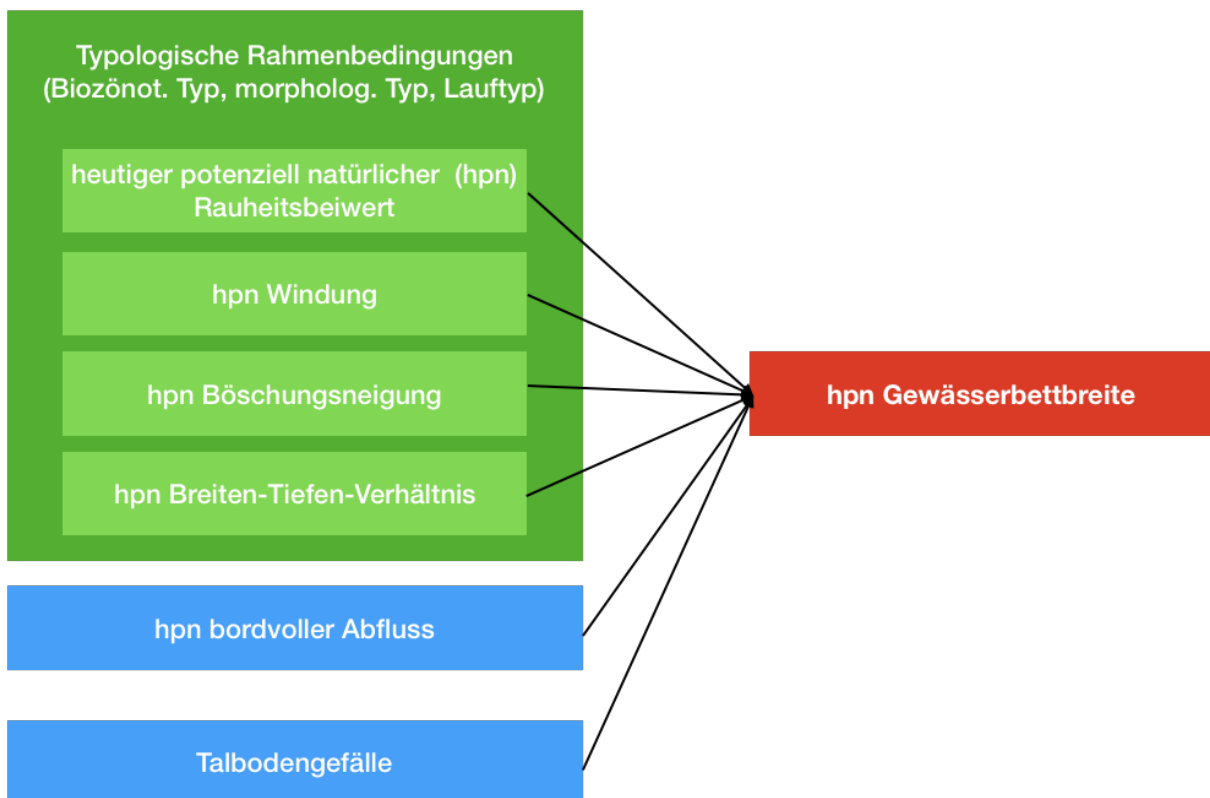 Typologische Rahmenbedingungen
(Biozönot. Typ, morpholog. Typ, Lauftyp)
heutiger potenziell natürlicher (hpn)
Rauheitsbeiwert
hpn Windung
hpn Böschungsneigung
hpn Breiten-Tiefen-Verhältnis
hpn bordvoller Abfluss
Talbodengefälle
hpn Gewässerbettbreite